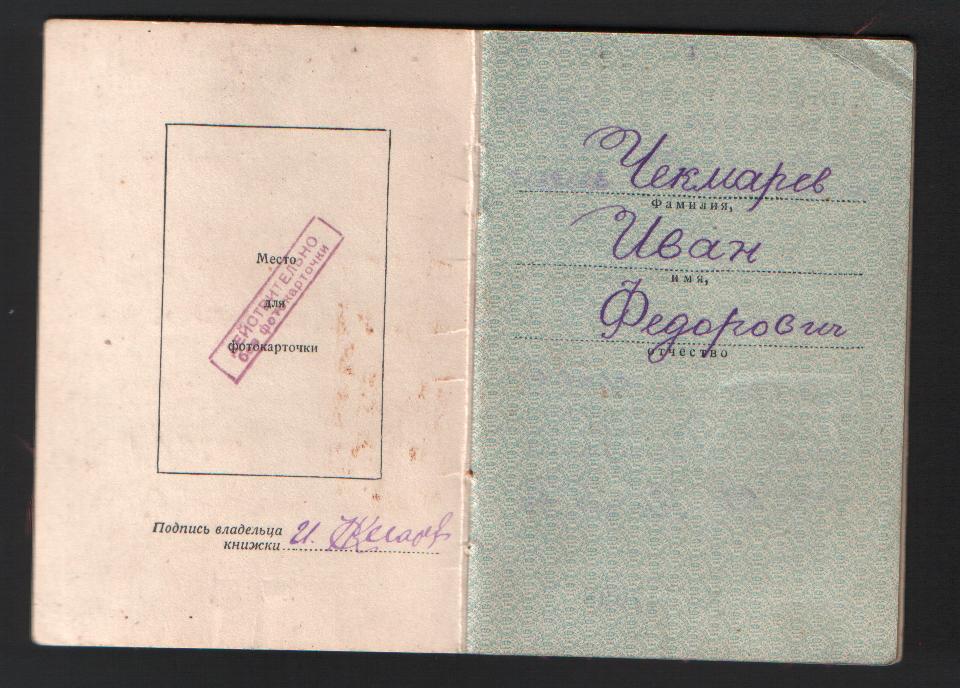 Место
для
фотокарточки
ДЕЙСТВИТЕЛЬНО
без фотокарточки
Подпись владельца
книжки
И.
Чекмарев
фамилия,
Иван
имя,
Федорович
отчество